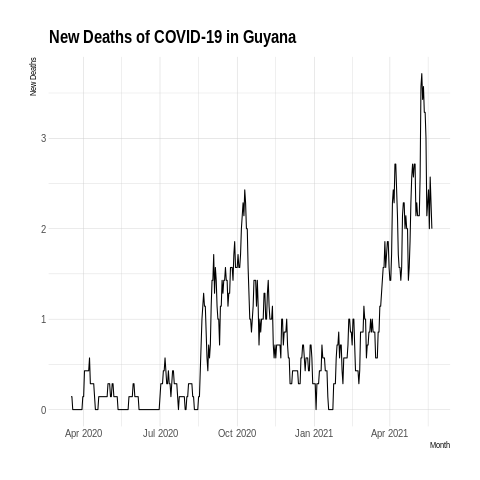 New Deaths of COVID-19 in Guyana
New Deaths
3
2
1
0
Apr 2020 Jul 2020 Oct 2020 Jan 2021 Apr 2021
Month